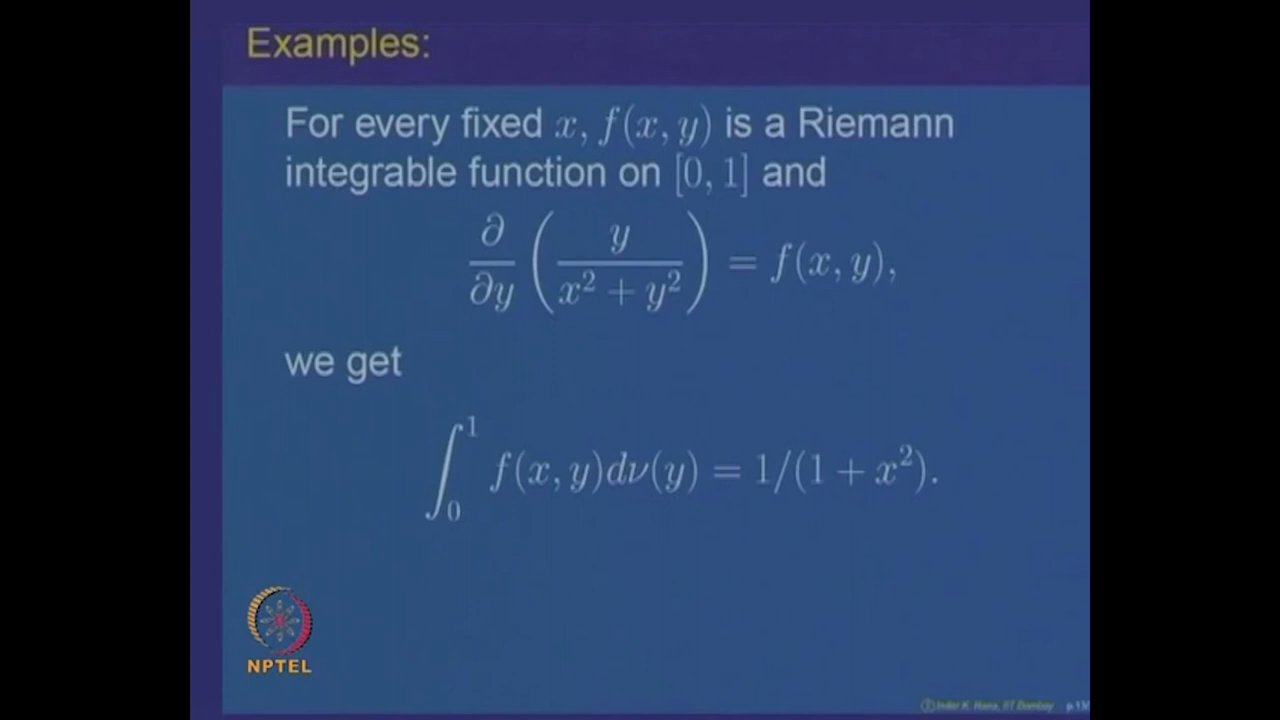 Examples:
For every fixed x, f(x, y) is a Riemann
integrable function on [0, 1] and
∂/∂y (y/(x² + y²)) = f(x, y),
we get
∫₀¹ f(x, y)dν(y) = 1/(1 + x²).
NPTEL
Inder K. Rana, IIT Bombay